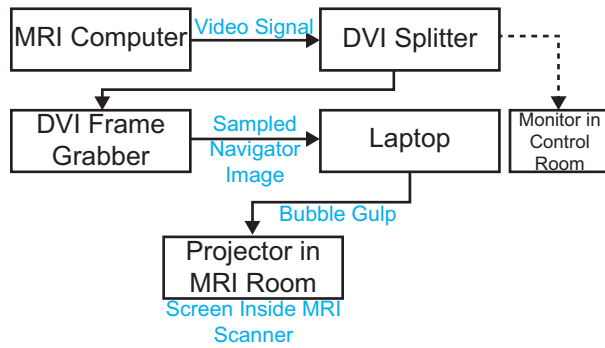 MRI Computer
Video Signal
DVI Splitter
DVI Frame
Grabber
Sampled
Navigator
Image
Laptop
Monitor in
Control
Room
Bubble Gulp
Projector in
MRI Room
Screen Inside MRI
Scanner